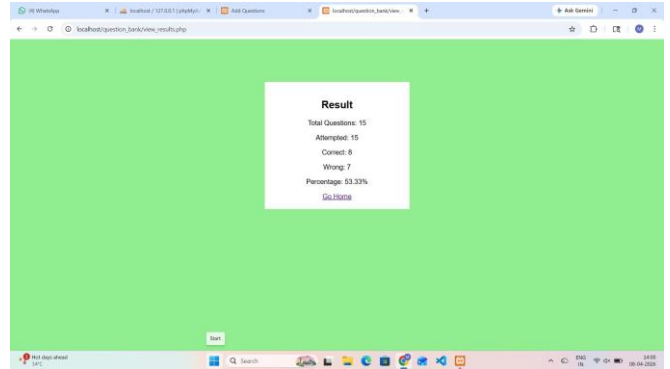 (4) WhatsApp
localhost / 127.0.0.1 | phpMyA
Add Questions
localhost/question_bank/view_
Ask Gemini
localhost/question_bank/view_results.php
Result
Total Questions: 15
Attempted: 15
Correct: 8
Wrong: 7
Percentage: 53.33%
Go Home
Start
Hot days ahead
Search
ENG
IN